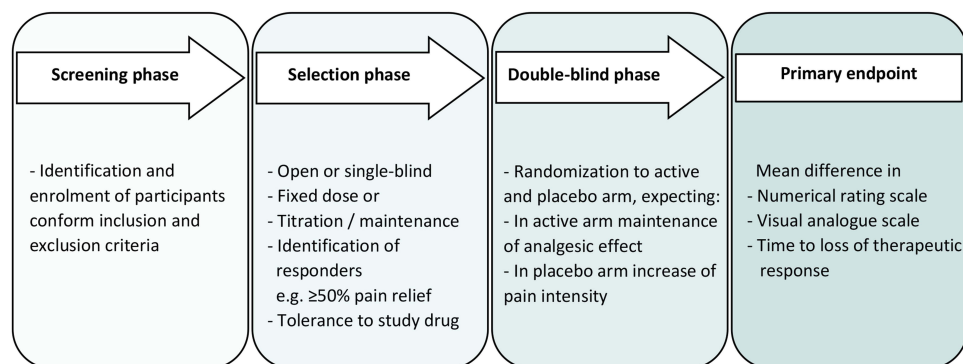 Screening phase
Selection phase
Double-blind phase
Primary endpoint
- Identification and
enrolment of participants
conform inclusion and
exclusion criteria
- Open or single-blind
- Fixed dose or
- Titration / maintenance
- Identification of
responders
e.g. ≥50% pain relief
- Tolerance to study drug
- Randomization to active
and placebo arm, expecting:
- In active arm maintenance
of analgesic effect
- In placebo arm increase of
pain intensity
Mean difference in
- Numerical rating scale
- Visual analogue scale
- Time to loss of therapeutic
response